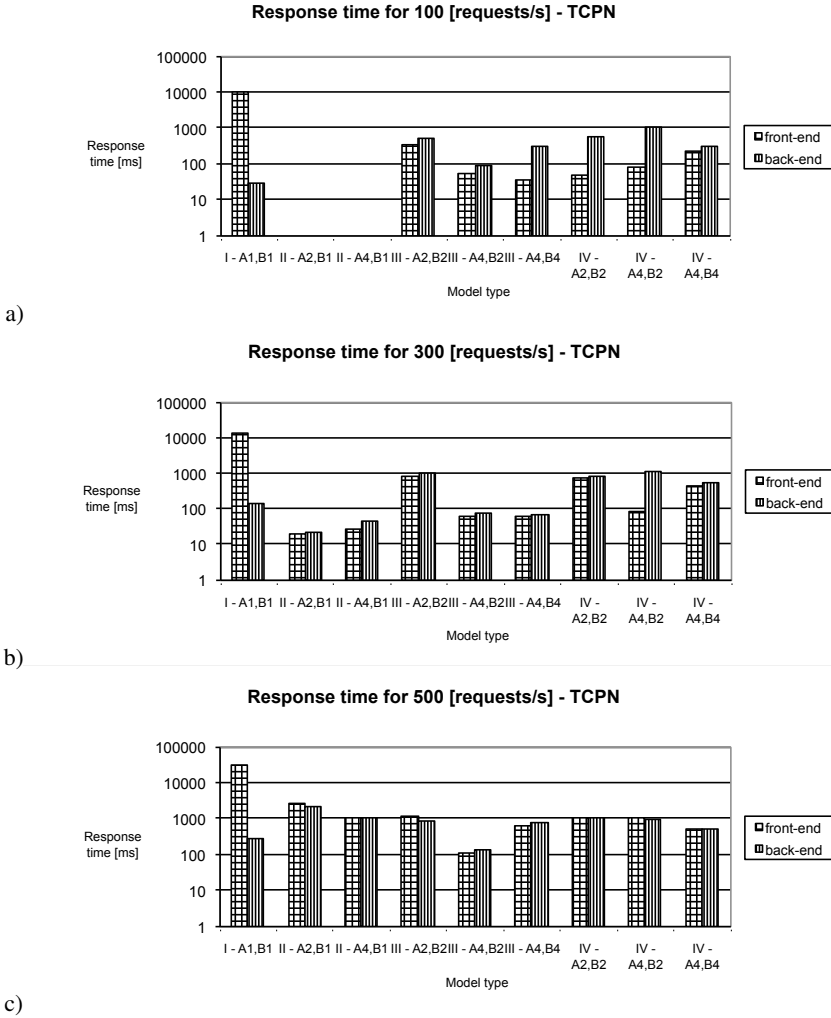 Response time for 100 [requests/s] - TCPN
100000
10000
1000
100
10
1
Response
time [ms]
I - A1,B1 II - A2,B1 II - A4,B1 III - A2,B2 III - A4,B2 III - A4,B4 IV - A2,B2 IV - A4,B2 IV - A4,B4
Model type
front-end
back-end
a)
Response time for 300 [requests/s] - TCPN
100000
10000
1000
100
10
1
Response
time [ms]
I - A1,B1 II - A2,B1 II - A4,B1 III - A2,B2 III - A4,B2 III - A4,B4 IV - A2,B2 IV - A4,B2 IV - A4,B4
Model type
front-end
back-end
b)
Response time for 500 [requests/s] - TCPN
100000
10000
1000
100
10
1
Response
time [ms]
I - A1,B1 II - A2,B1 II - A4,B1 III - A2,B2 III - A4,B2 III - A4,B4 IV - A2,B2 IV - A4,B2 IV - A4,B4
Model type
front-end
back-end
c)